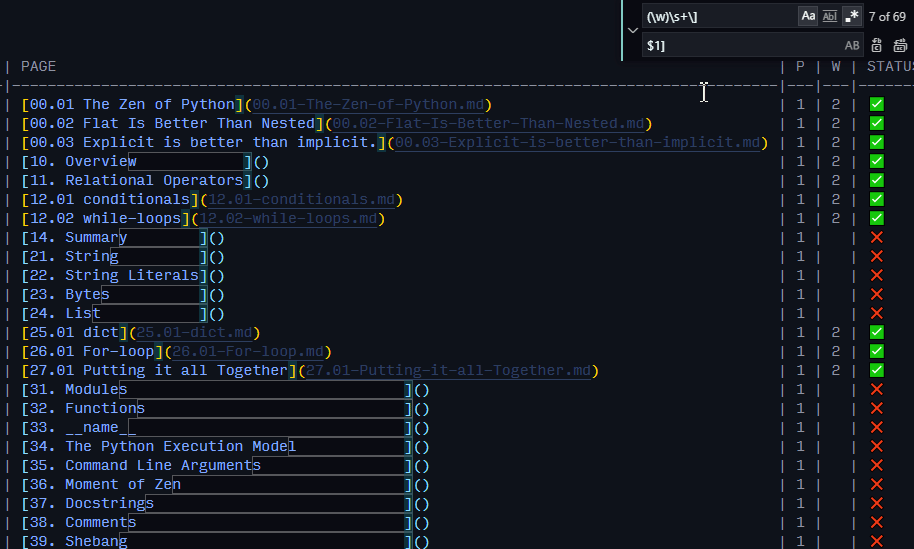 (\w)\s+\]
Aa Abl .* 7 of 69
$1] AB
| PAGE | P | W | STATUS
|------------------------------------------------------------------------------------|---|---|------
| [00.01 The Zen of Python](00.01-The-Zen-of-Python.md) | 1 | 2 | ✅
| [00.02 Flat Is Better Than Nested](00.02-Flat-Is-Better-Than-Nested.md) | 1 | 2 | ✅
| [00.03 Explicit is better than implicit.](00.03-Explicit-is-better-than-implicit.md) | 1 | 2 | ✅
| [10. Overview ]() | 1 | 2 | ✅
| [11. Relational Operators]() | 1 | 2 | ✅
| [12.01 conditionals](12.01-conditionals.md) | 1 | 2 | ✅
| [12.02 while-loops](12.02-while-loops.md) | 1 | 2 | ✅
| [14. Summary ]() | 1 | | ❌
| [21. String ]() | 1 | | ❌
| [22. String Literals]() | 1 | | ❌
| [23. Bytes ]() | 1 | | ❌
| [24. List ]() | 1 | | ❌
| [25.01 dict](25.01-dict.md) | 1 | 2 | ✅
| [26.01 For-loop](26.01-For-loop.md) | 1 | 2 | ✅
| [27.01 Putting it all Together](27.01-Putting-it-all-Together.md) | 1 | 2 | ✅
| [31. Modules ]() | 1 | | ❌
| [32. Functions ]() | 1 | | ❌
| [33. __name__ ]() | 1 | | ❌
| [34. The Python Execution Model ]() | 1 | | ❌
| [35. Command Line Arguments ]() | 1 | | ❌
| [36. Moment of Zen ]() | 1 | | ❌
| [37. Docstrings ]() | 1 | | ❌
| [38. Comments ]() | 1 | | ❌
| [39. Shebang ]() | 1 | | ❌